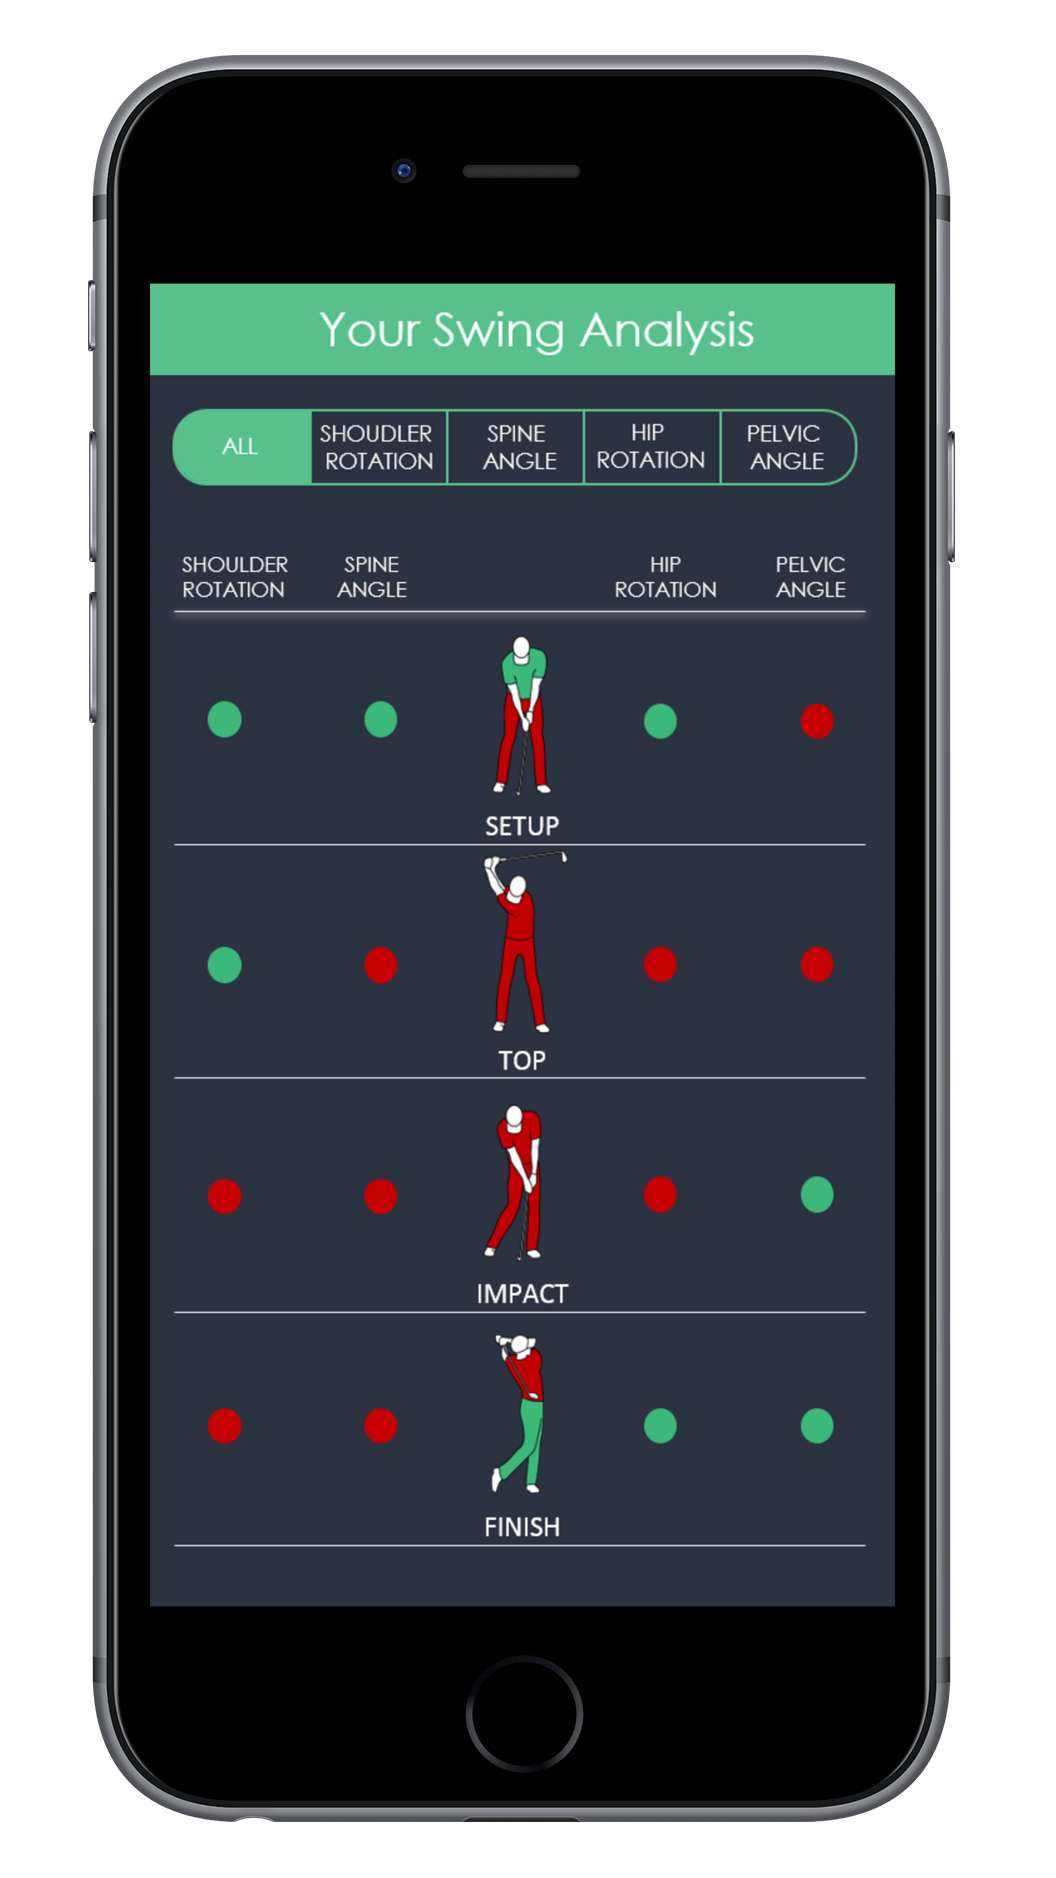 Your Swing Analysis
ALL
SHOUDLER
ROTATION
SPINE
ANGLE
HIP
ROTATION
PELVIC
ANGLE
SHOULDER
ROTATION
SPINE
ANGLE
HIP
ROTATION
PELVIC
ANGLE
SETUP
TOP
IMPACT
FINISH